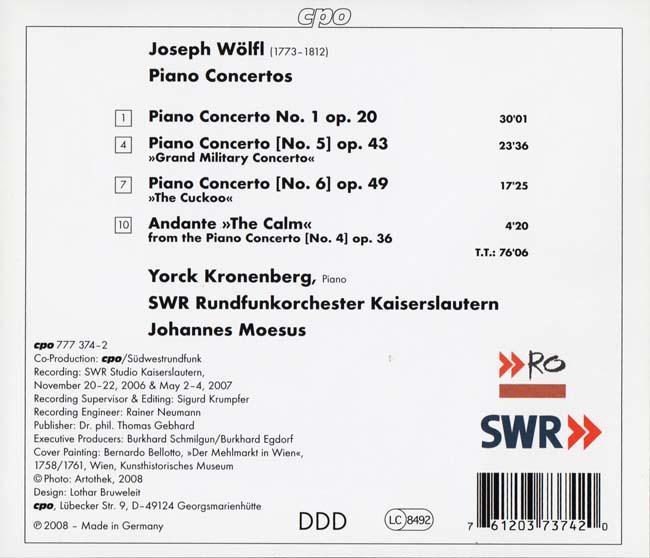 cpo
Joseph Wölfl (1773–1812)
Piano Concertos
1 Piano Concerto No. 1 op. 20 30'01
4 Piano Concerto [No. 5] op. 43 23'36
»Grand Military Concerto«
7 Piano Concerto [No. 6] op. 49 17'25
»The Cuckoo«
10 Andante »The Calm« 4'20
from the Piano Concerto [No. 4] op. 36
T.T.: 76'06
Yorck Kronenberg, Piano
SWR Rundfunkorchester Kaiserslautern
Johannes Moesus
cpo 777 374–2
Co-Production: cpo/Südwestrundfunk
Recording: SWR Studio Kaiserslautern,
November 20–22, 2006 & May 2–4, 2007
Recording Supervisor & Editing: Sigurd Krumpfer
Recording Engineer: Rainer Neumann
Publisher: Dr. phil. Thomas Gebhard
Executive Producers: Burkhard Schmilgun/Burkhard Egdorf
Cover Painting: Bernardo Bellotto, »Der Mehlmarkt in Wien«,
1758/1761, Wien, Kunsthistorisches Museum
© Photo: Artothek, 2008
Design: Lothar Bruweleit
cpo, Lübecker Str. 9, D–49124 Georgsmarienhütte
℗ 2008 – Made in Germany
RO
SWR
DDD
LC 8492
7 61203 73742 0